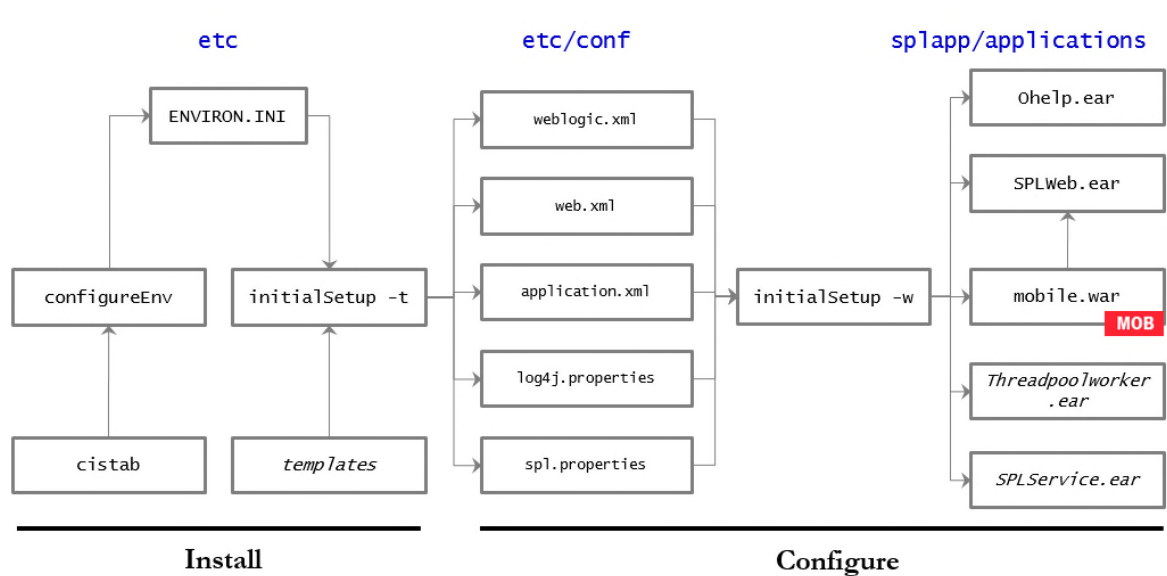 etc
etc/conf
splapp/applications
ENVIRON.INI
configureEnv
cistab
initialSetup -t
templates
weblogic.xml
web.xml
application.xml
log4j.properties
spl.properties
initialSetup -w
Ohelp.ear
SPLWeb.ear
mobile.war
MOB
Threadpoolworker
.ear
SPLService.ear
Install
Configure